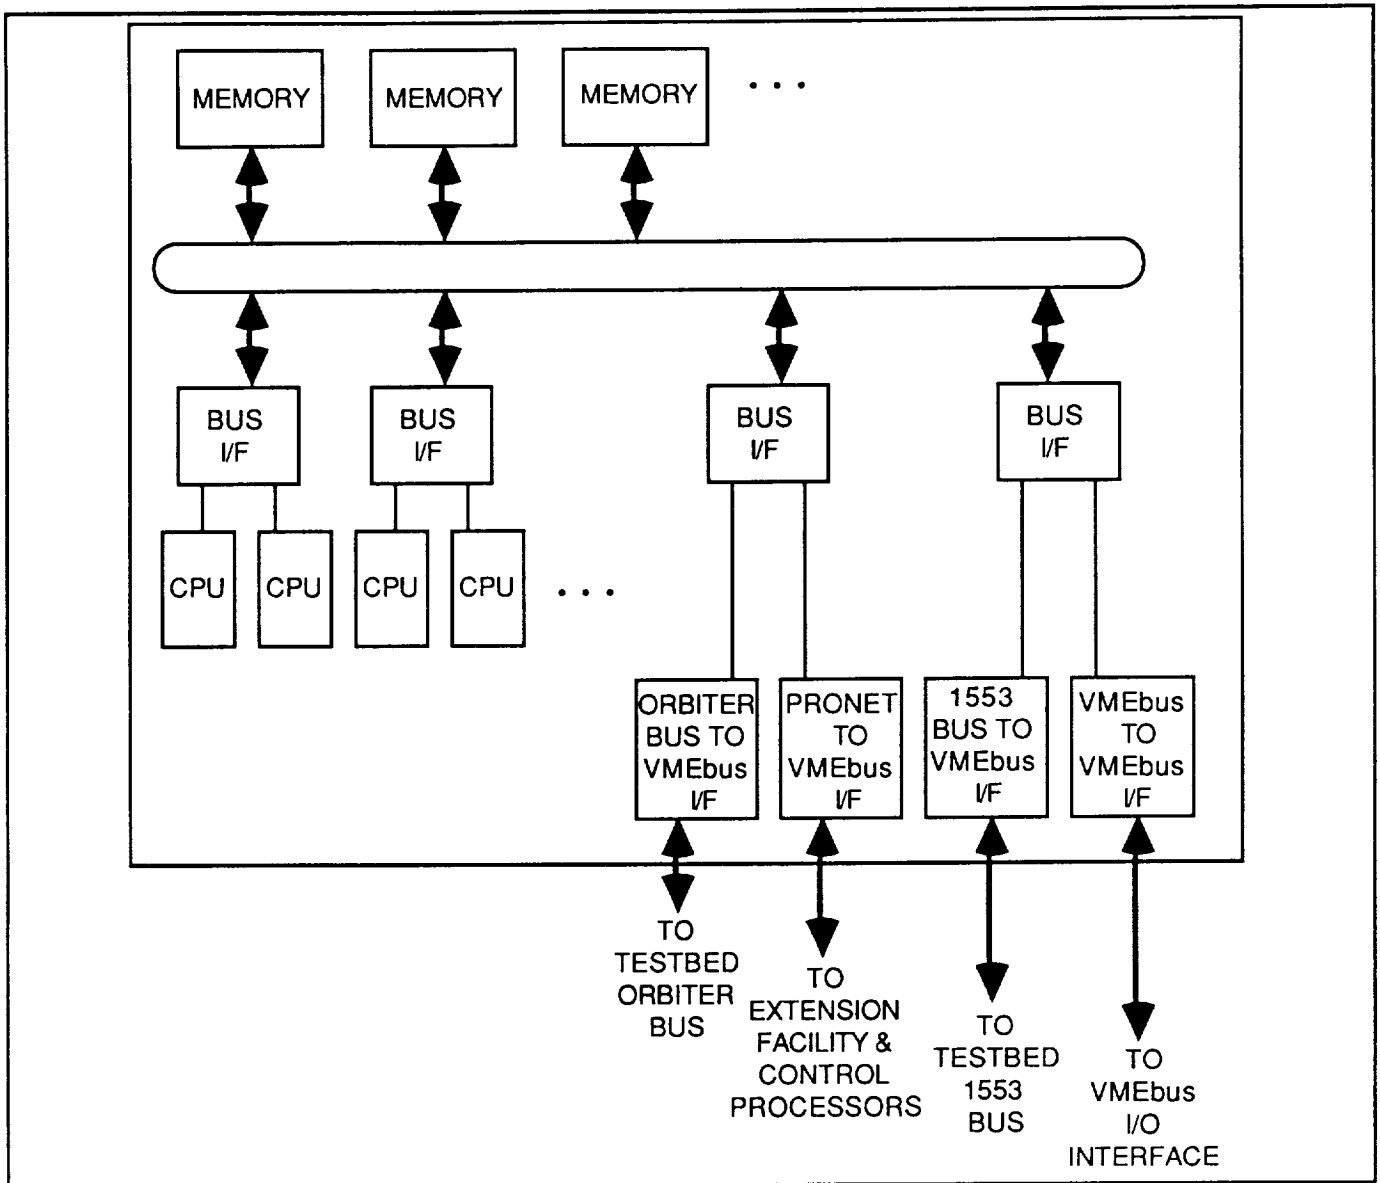 MEMORY
MEMORY
MEMORY
. . .
BUS
I/F
BUS
I/F
BUS
I/F
BUS
I/F
CPU
CPU
CPU
CPU
. . .
ORBITER
BUS TO
VMEbus
I/F
PRONET
TO
VMEbus
I/F
1553
BUS TO
VMEbus
I/F
VMEbus
TO
VMEbus
I/F
TO
TESTBED
ORBITER
BUS
TO
EXTENSION
FACILITY &
CONTROL
PROCESSORS
TO
TESTBED
1553
BUS
TO
VMEbus
I/O
INTERFACE